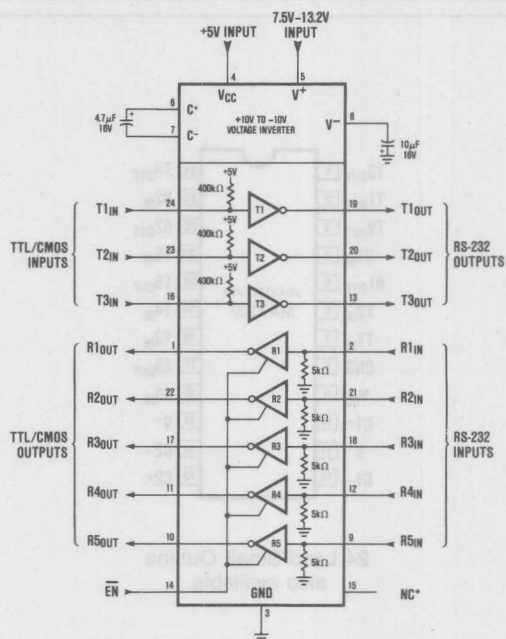 7.5V–13.2V
+5V INPUT INPUT
4 5
VCC V+
6 C+
+10V TO –10V
VOLTAGE INVERTER
4.7µF
16V
7 C–
V– 8
10µF
16V
+5V
400kΩ
T1IN 24 T1 19 T1OUT
+5V
400kΩ
TTL/CMOS
INPUTS
T2IN 23 T2 20 T2OUT
RS-232
OUTPUTS
+5V
400kΩ
T3IN 16 T3 13 T3OUT
R1OUT 1 R1 2 R1IN
5kΩ
R2OUT 22 R2 21 R2IN
5kΩ
TTL/CMOS
OUTPUTS
R3OUT 17 R3 18 R3IN
5kΩ
RS-232
INPUTS
R4OUT 11 R4 12 R4IN
5kΩ
R5OUT 10 R5 9 R5IN
5kΩ
EN 14 GND 15 NC*
3